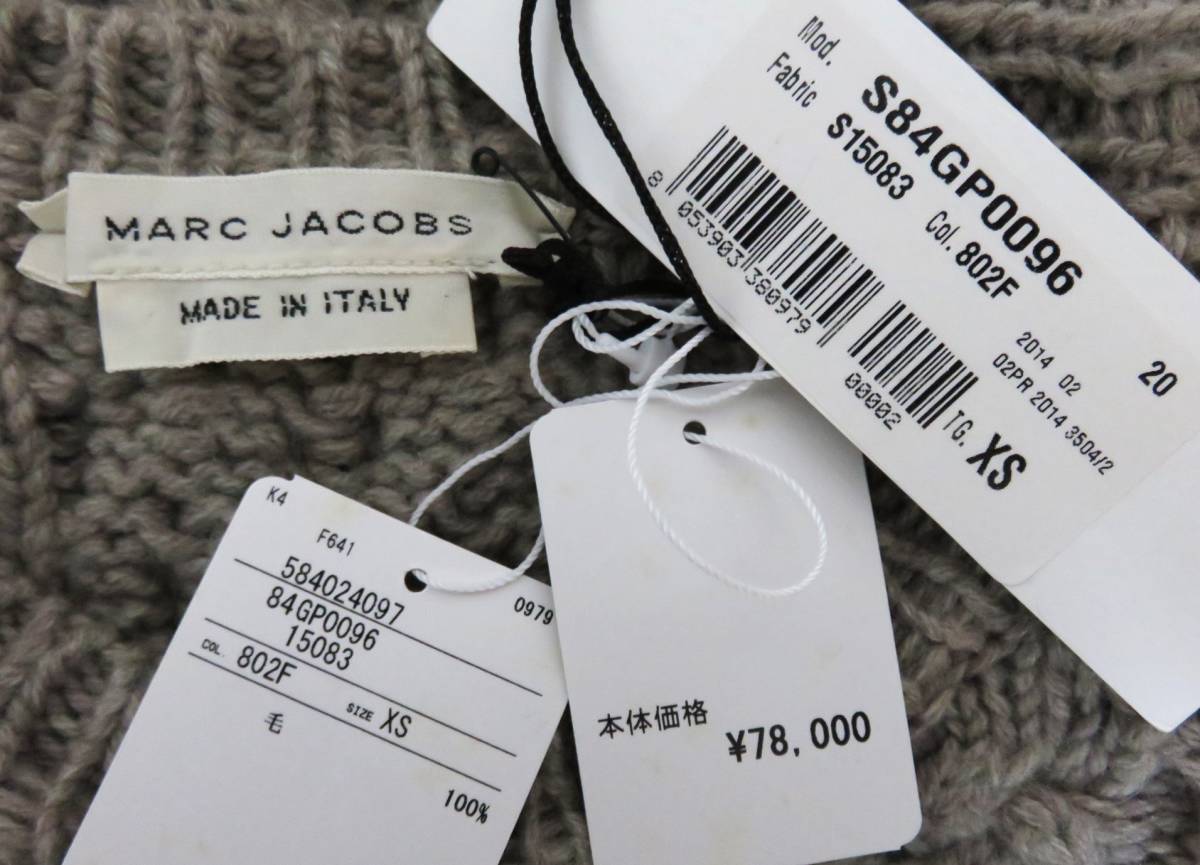 MARC JACOBS
MADE IN ITALY
Mod.
S84GP0096
Fabric
S15083
Col. 802F
8 053903 380979
00002
2014 02
02PR 2014 3504/2
20
TG. XS
K4
F641
0979
584024097
84GP0096
15083
COL. 802F
SIZE XS
毛
100%
本体価格
¥78,000